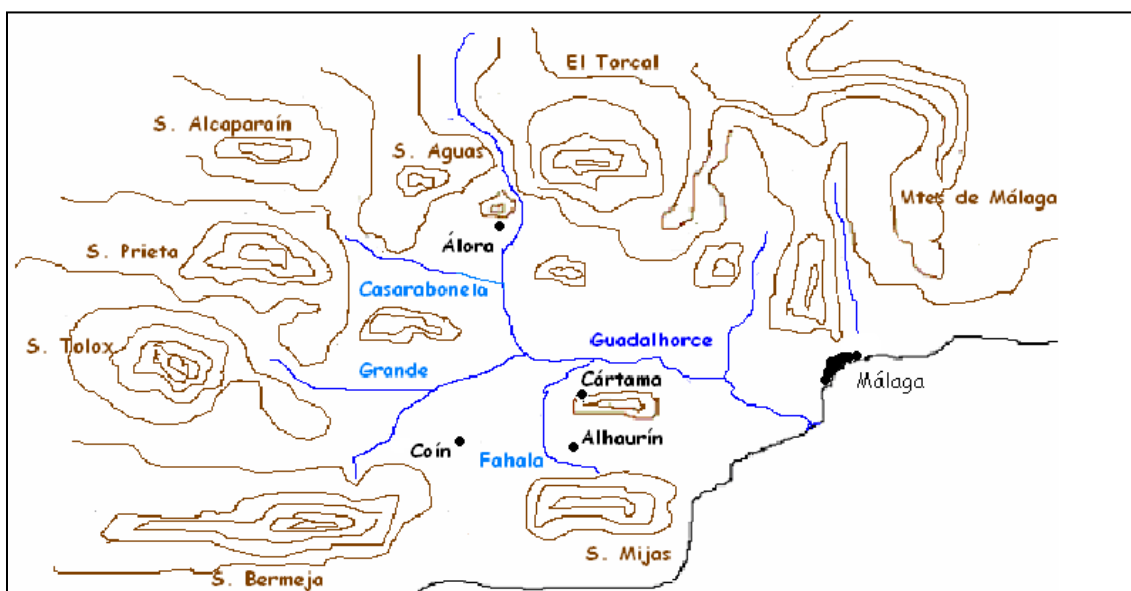 El Torcal
S. Alcaparaín
S. Aguas
Mtes de Málaga
Álora
S. Prieta
Casarabonela
Guadalhorce
S. Tolox
Grande
Cártama
Málaga
Coín
Alhaurín
Fahala
S. Mijas
S. Bermeja